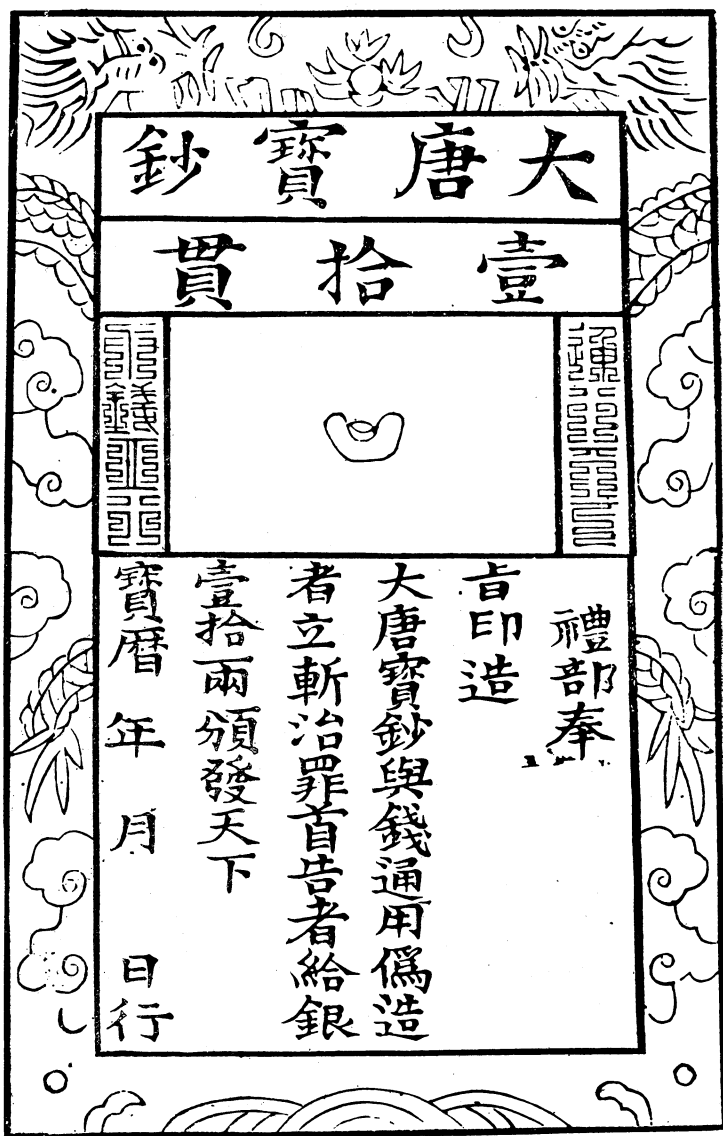 大唐寶鈔
壹拾貫
禮部奉
旨印造
大唐寶鈔與錢通用僞造
者立斬治罪首告者給銀
壹拾兩頒發天下
寶曆 年 月 日行